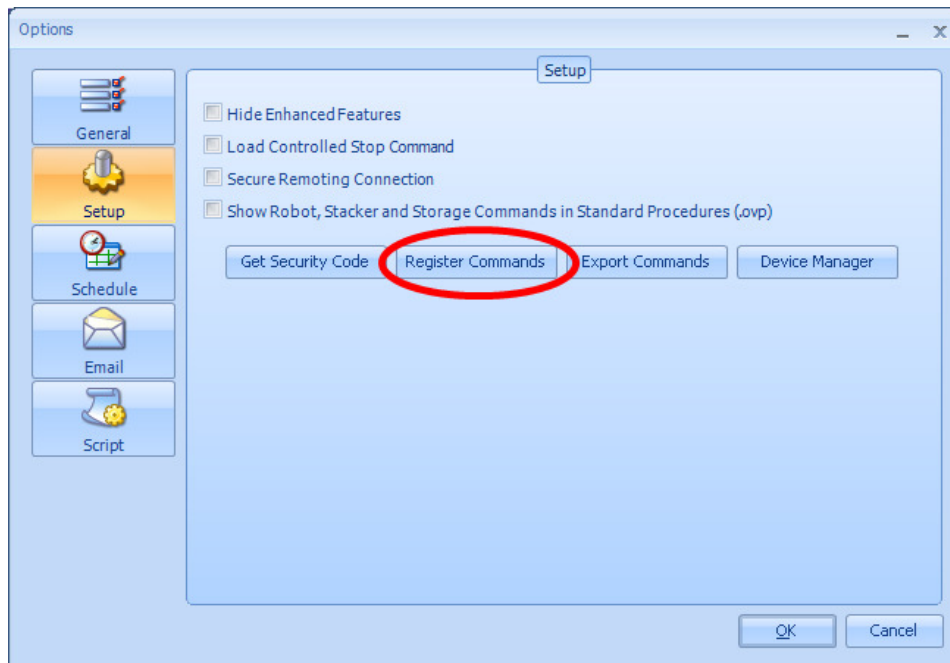 Options
General
Setup
Schedule
Email
Script
Setup
Hide Enhanced Features
Load Controlled Stop Command
Secure Remoting Connection
Show Robot, Stacker and Storage Commands in Standard Procedures (.ovp)
Get Security Code Register Commands Export Commands Device Manager
OK Cancel